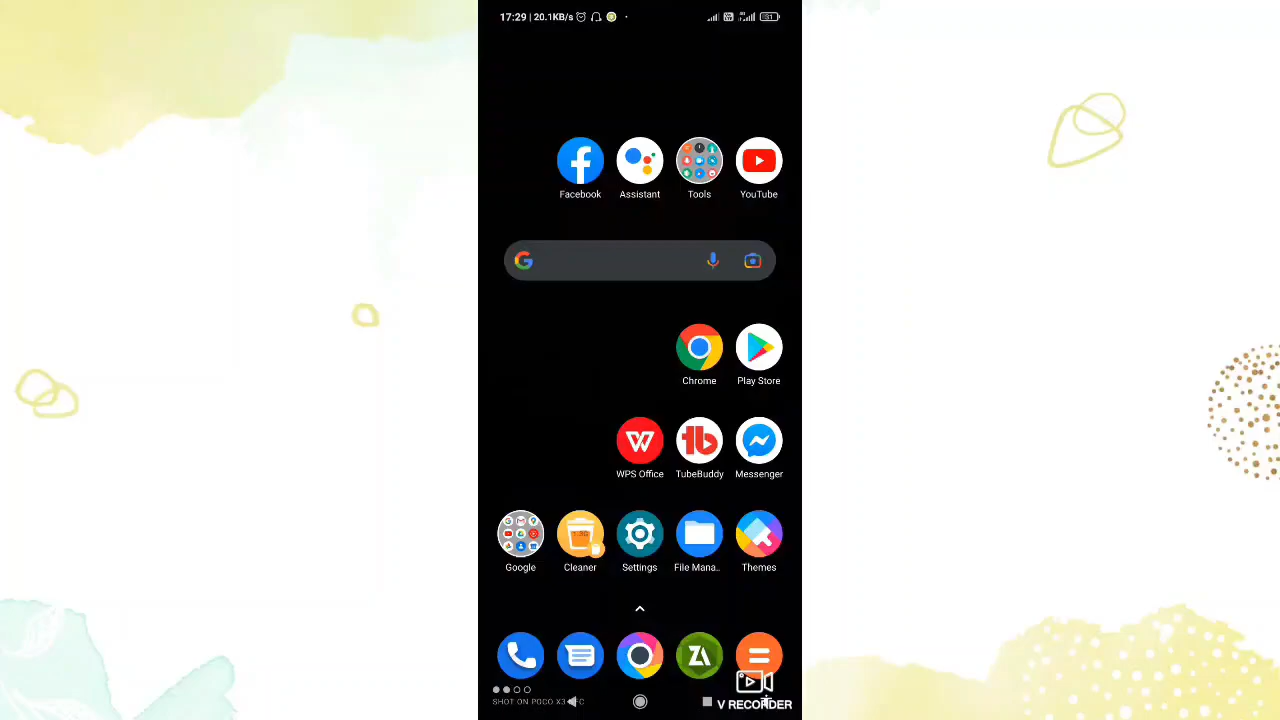 17:29 | 20.1KB/s
Facebook
Assistant
Tools
YouTube
Chrome
Play Store
WPS Office
TubeBuddy
Messenger
Google
Cleaner
Settings
File Mana..
Themes
SHOT ON POCO X3
V RECORDER